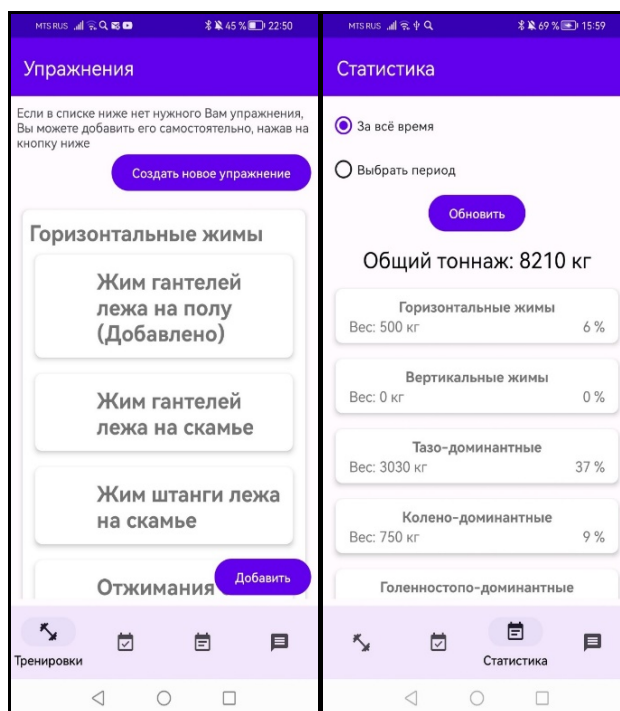 MTS RUS 45 % 22:50
Упражнения
Если в списке ниже нет нужного Вам упражнения,
Вы можете добавить его самостоятельно, нажав на
кнопку ниже
Создать новое упражнение
Горизонтальные жимы
Жим гантелей
лежа на полу
(Добавлено)
Жим гантелей
лежа на скамье
Жим штанги лежа
на скамье
Отжимания
Добавить
Тренировки
MTS RUS 69 % 15:59
Статистика
За всё время
Выбрать период
Обновить
Общий тоннаж: 8210 кг
Горизонтальные жимы
Вес: 500 кг 6 %
Вертикальные жимы
Вес: 0 кг 0 %
Тазо-доминантные
Вес: 3030 кг 37 %
Колено-доминантные
Вес: 750 кг 9 %
Голенностопо-доминантные
Статистика